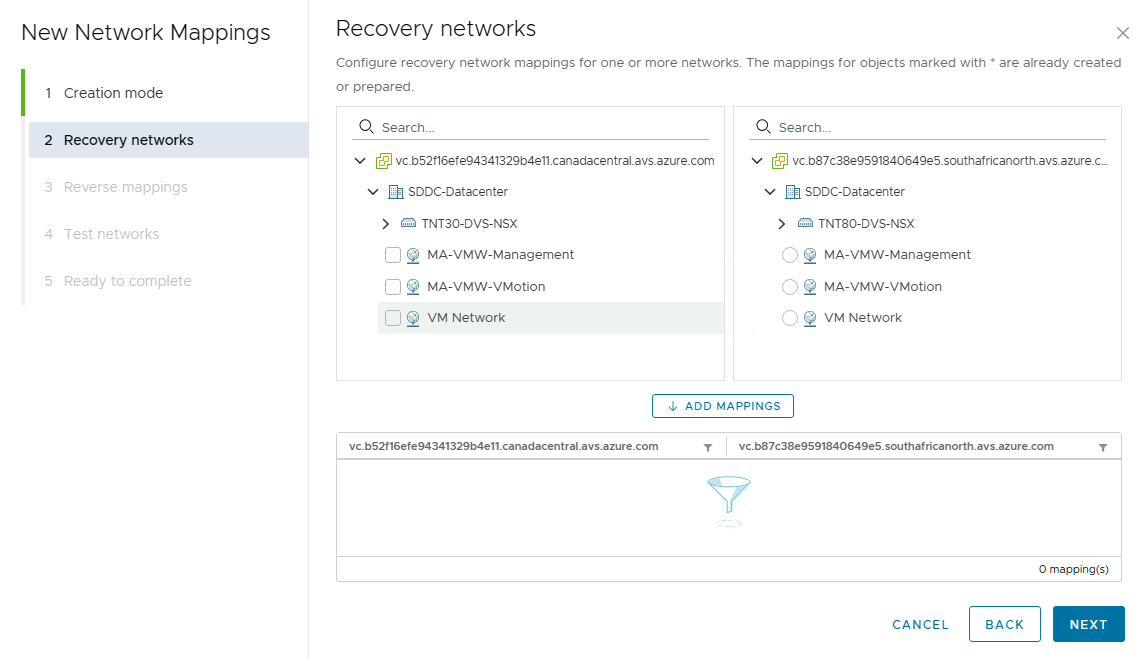 New Network Mappings
1 Creation mode
2 Recovery networks
3 Reverse mappings
4 Test networks
5 Ready to complete
Recovery networks
Configure recovery network mappings for one or more networks. The mappings for objects marked with * are already created
or prepared.
Search...
vc.b52f16efe94341329b4e11.canadacentral.avs.azure.com
SDDC-Datacenter
TNT30-DVS-NSX
MA-VMW-Management
MA-VMW-VMotion
VM Network
Search...
vc.b87c38e9591840649e5.southafricanorth.avs.azure.c...
SDDC-Datacenter
TNT80-DVS-NSX
MA-VMW-Management
MA-VMW-VMotion
VM Network
ADD MAPPINGS
vc.b52f16efe94341329b4e11.canadacentral.avs.azure.com
vc.b87c38e9591840649e5.southafricanorth.avs.azure.com
0 mapping(s)
CANCEL
BACK
NEXT